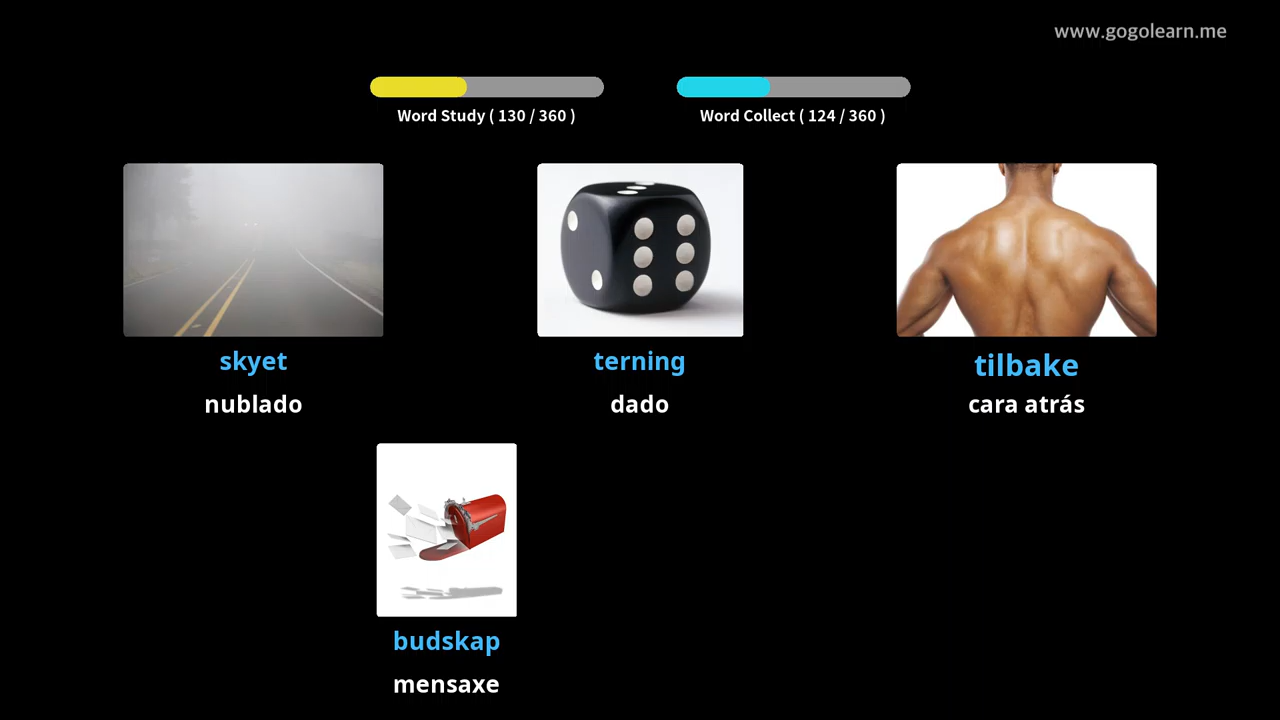 www.gogolearn.me
Word Study ( 130 / 360 )
Word Collect ( 124 / 360 )
skyet
terning
tilbake
nublado
dado
cara atrás
budskap
mensaxe